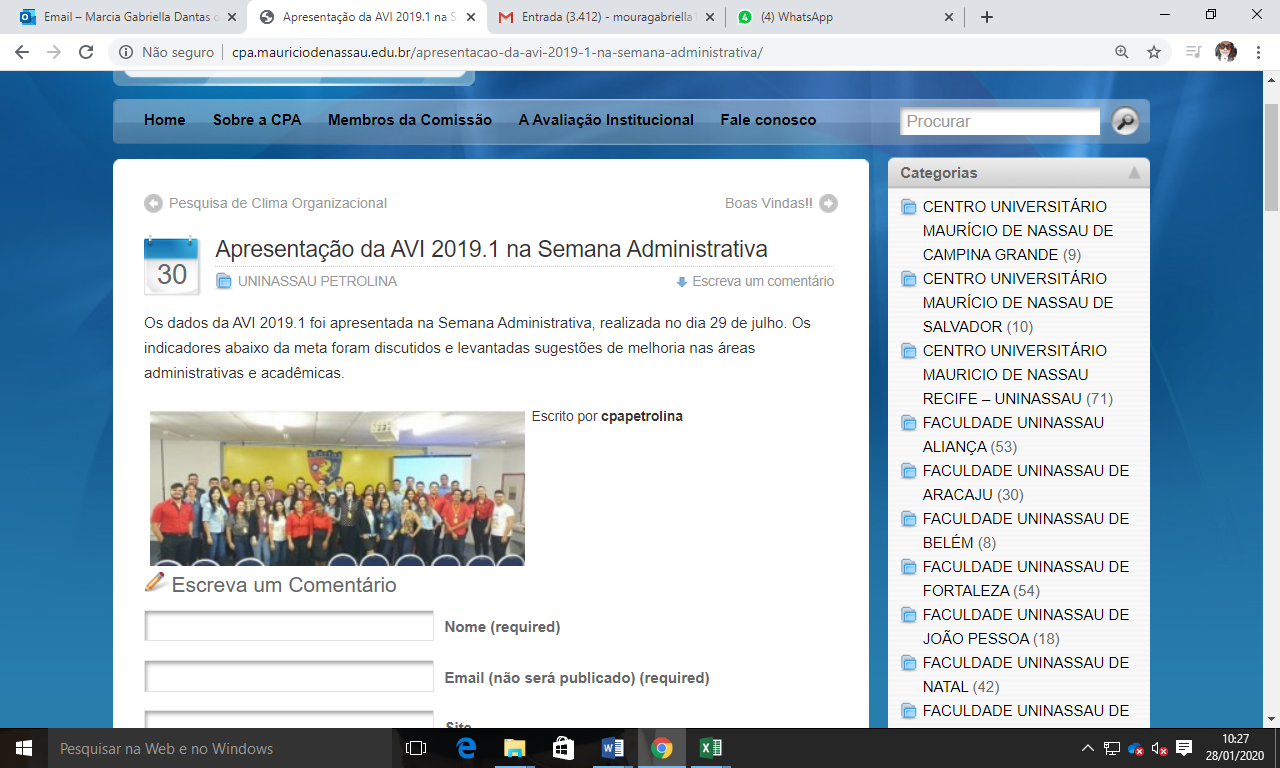 Email – Marcia Gabriella Dantas
Apresentação da AVI 2019.1 na S
Entrada (3.412) - mouragabriella
(4) WhatsApp
Não seguro
cpa.mauriciodenassau.edu.br/apresentacao-da-avi-2019-1-na-semana-administrativa/
Home Sobre a CPA Membros da Comissão A Avaliação Institucional Fale conosco
Procurar
Pesquisa de Clima Organizacional
Boas Vindas!!
30
Apresentação da AVI 2019.1 na Semana Administrativa
UNINASSAU PETROLINA
Escreva um comentário
Os dados da AVI 2019.1 foi apresentada na Semana Administrativa, realizada no dia 29 de julho. Os
indicadores abaixo da meta foram discutidos e levantadas sugestões de melhoria nas áreas
administrativas e acadêmicas.
Escrito por cpapetrolina
Escreva um Comentário
Nome (required)
Email (não será publicado) (required)
Site
Categorias
CENTRO UNIVERSITÁRIO
MAURÍCIO DE NASSAU DE
CAMPINA GRANDE (9)
CENTRO UNIVERSITÁRIO
MAURÍCIO DE NASSAU DE
SALVADOR (10)
CENTRO UNIVERSITÁRIO
MAURICIO DE NASSAU
RECIFE – UNINASSAU (71)
FACULDADE UNINASSAU
ALIANÇA (53)
FACULDADE UNINASSAU DE
ARACAJU (30)
FACULDADE UNINASSAU DE
BELÉM (8)
FACULDADE UNINASSAU DE
FORTALEZA (54)
FACULDADE UNINASSAU DE
JOÃO PESSOA (18)
FACULDADE UNINASSAU DE
NATAL (42)
FACULDADE UNINASSAU DE
Pesquisar na Web e no Windows
10:27
28/01/2020